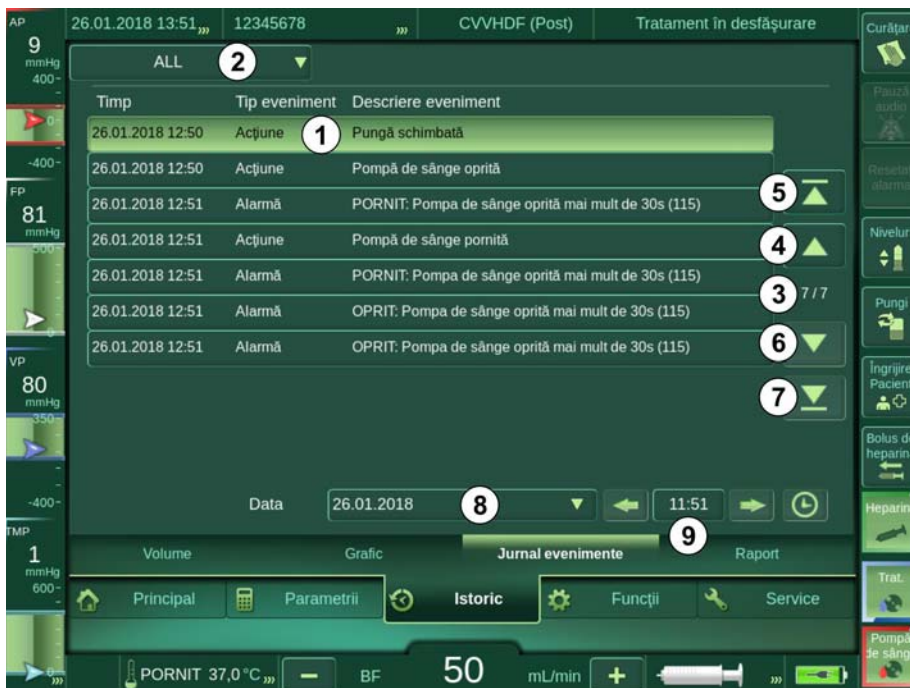 AP
26.01.2018 13:51 12345678 CVVHDF (Post) Tratament în desfășurare
9
mmHg
400
0
-400
FP
81
mmHg
500
0
VP
80
mmHg
350
-400
TMP
1
mmHg
600
ALL 2
Timp Tip eveniment Descriere eveniment
26.01.2018 12:50 Acțiune 1 Pungă schimbată
26.01.2018 12:50 Acțiune Pompă de sânge oprită
26.01.2018 12:51 Alarmă PORNIT: Pompa de sânge oprită mai mult de 30s (115)
26.01.2018 12:51 Acțiune Pompă de sânge pornită
26.01.2018 12:51 Alarmă PORNIT: Pompa de sânge oprită mai mult de 30s (115)
26.01.2018 12:51 Alarmă OPRIT: Pompa de sânge oprită mai mult de 30s (115)
26.01.2018 12:51 Alarmă OPRIT: Pompa de sânge oprită mai mult de 30s (115)
5
4
3 7 / 7
6
7
Data 26.01.2018 8 11:51
9
Volume Grafic Jurnal evenimente Raport
Principal Parametrii Istoric Funcții Service
PORNIT 37,0 °C BF 50 mL/min
Curățar
Pauză
audio
Resetar
alarma
Nivelur
Pungi
Îngrijire
Pacient
Bolus de
heparin
Heparin
Trat.
Pompă
de sâng